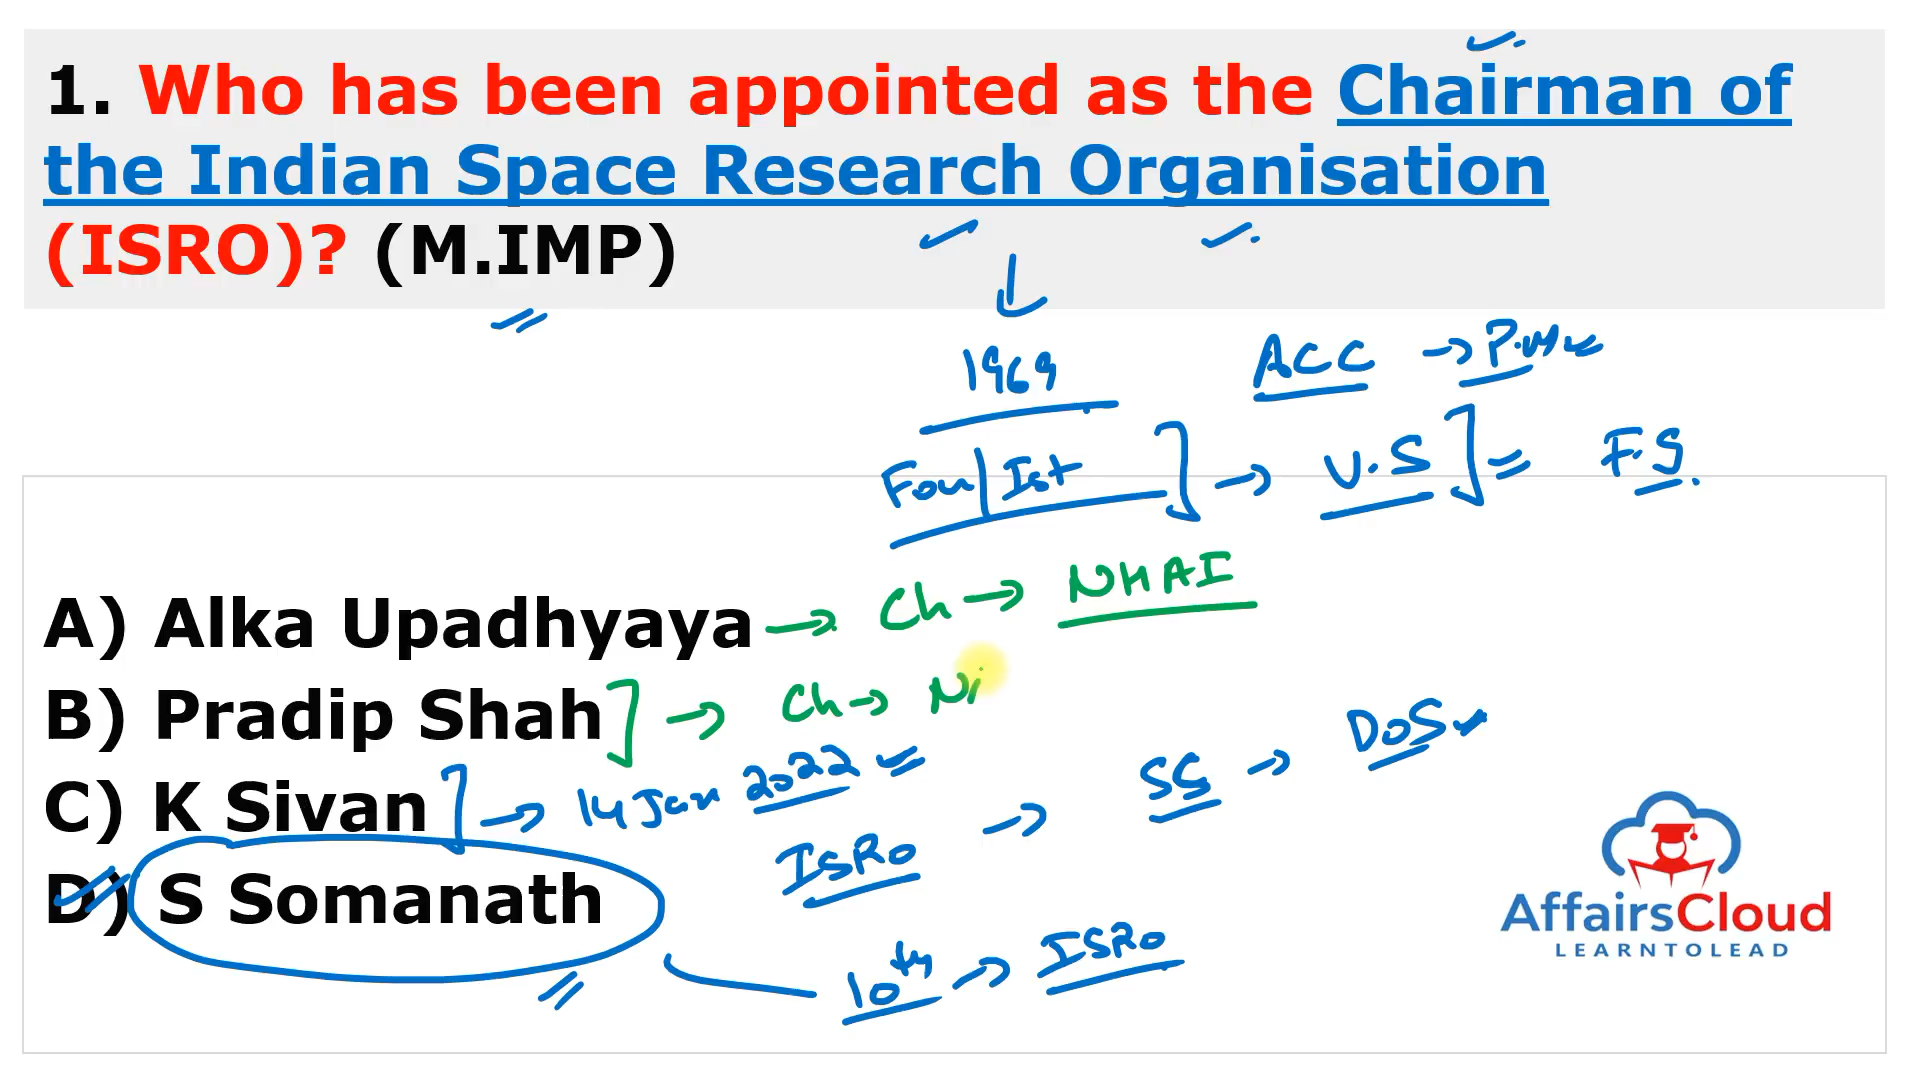 1. Who has been appointed as the Chairman of
the Indian Space Research Organisation
(ISRO)? (M.IMP)
1969
ACC → P.M
Fou | Ist ] → V.S ] = F.S.
A) Alka Upadhyaya → Ch → NHAI
B) Pradip Shah ] → Ch → Ni
C) K Sivan ] → 14 Jan 2022
ISRO → SS → DOS
D) S Somanath
10th → ISRO
AffairsCloud
LEARNTOLEAD